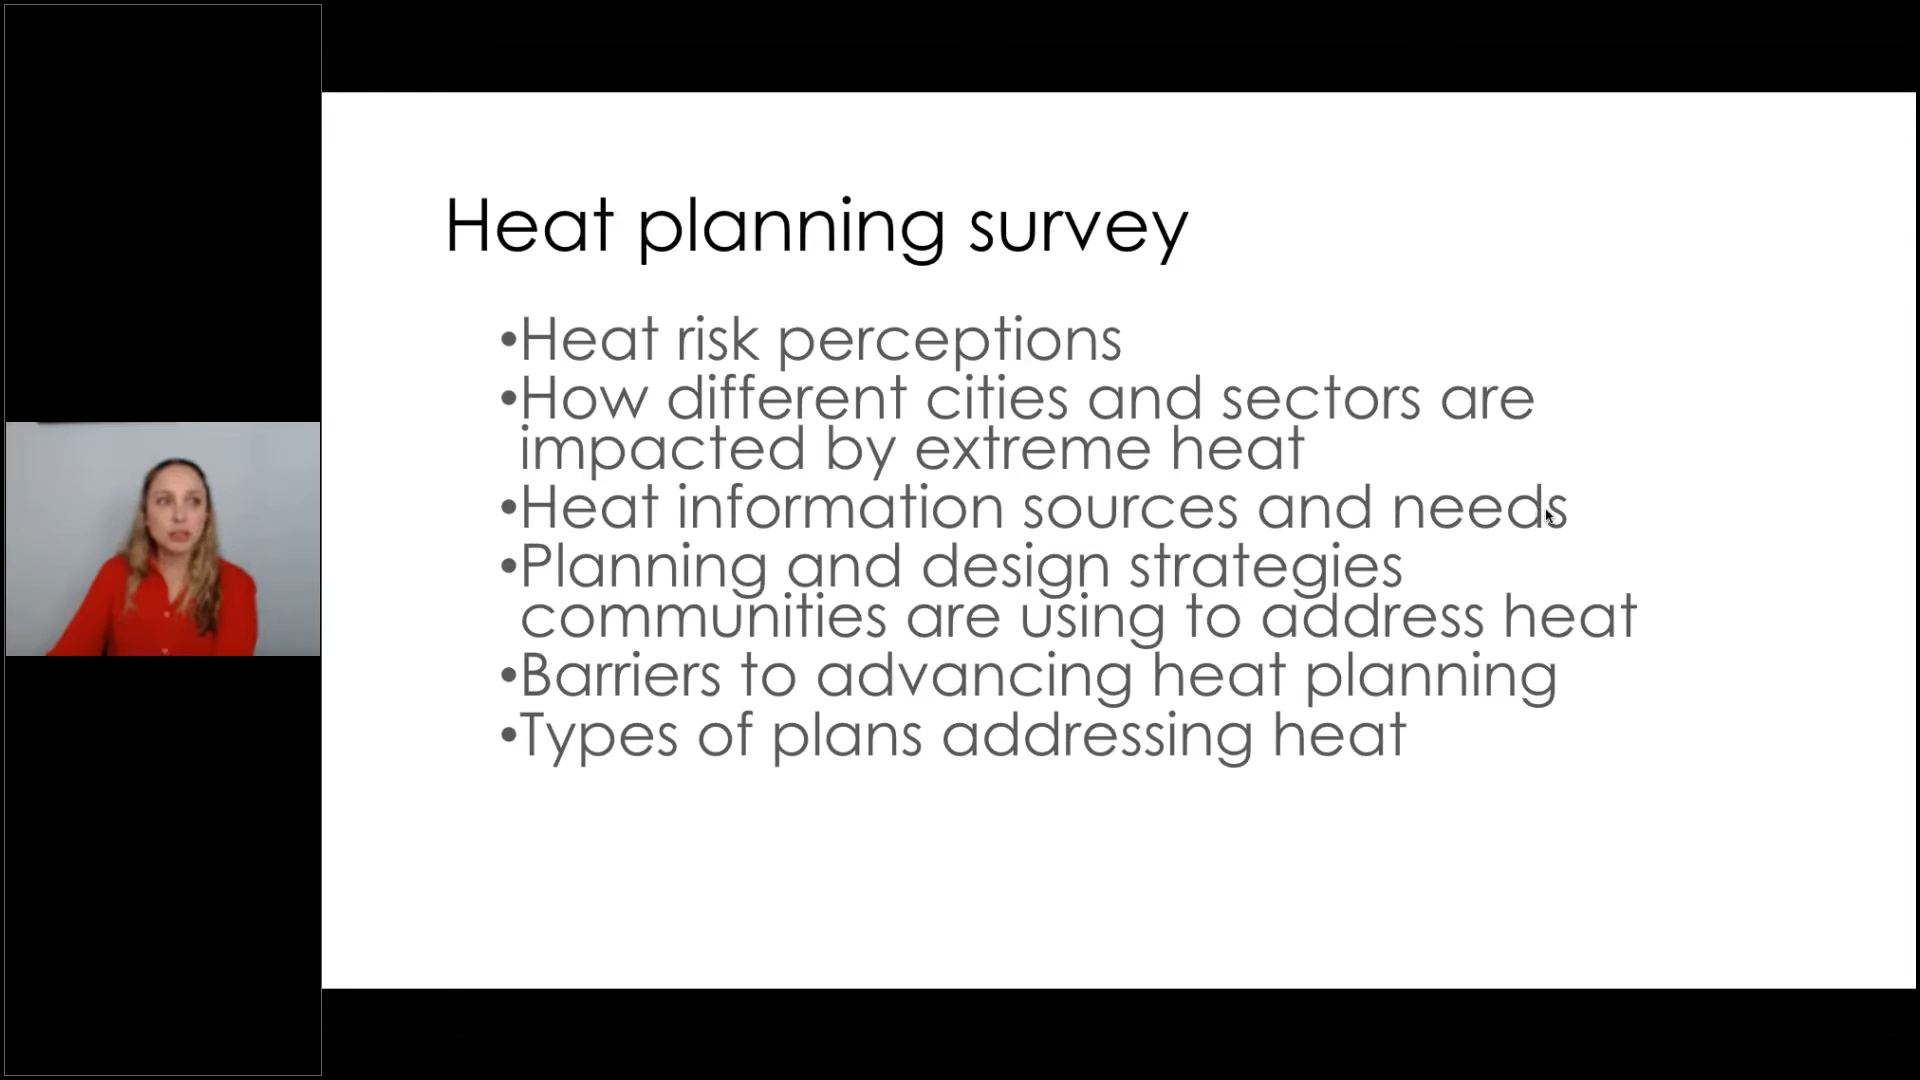 Heat planning survey
•Heat risk perceptions
•How different cities and sectors are
impacted by extreme heat
•Heat information sources and needs
•Planning and design strategies
communities are using to address heat
•Barriers to advancing heat planning
•Types of plans addressing heat